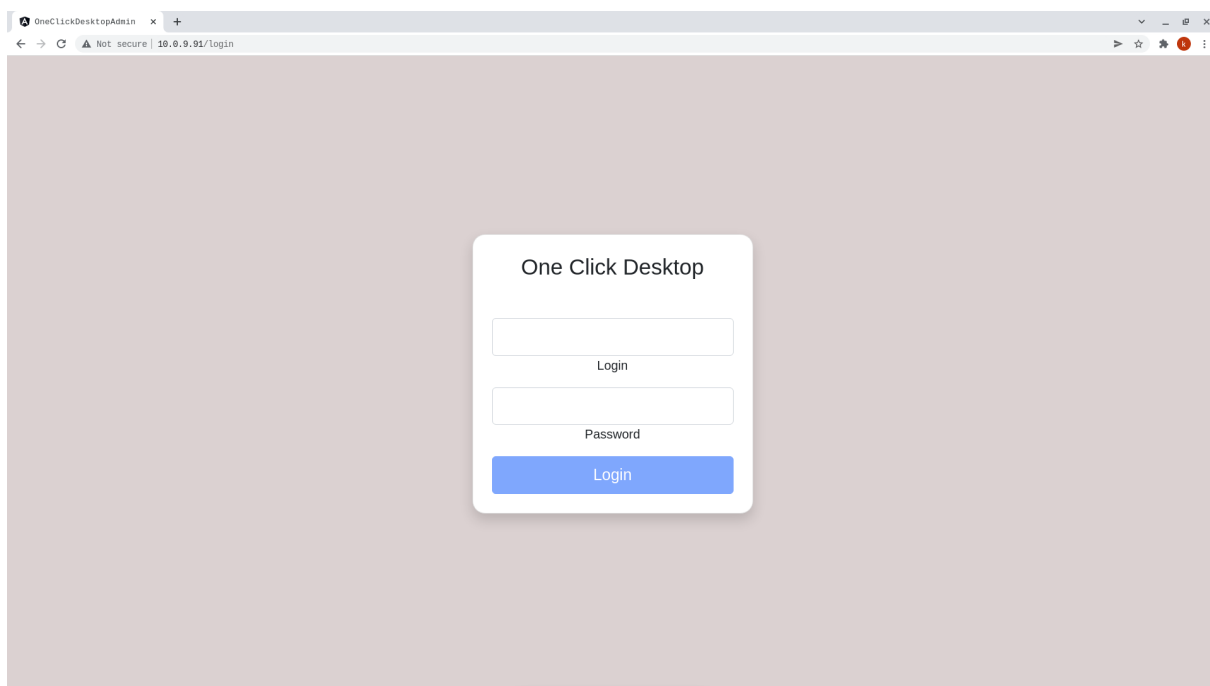 OneClickDesktopAdmin
Not secure 10.0.9.91/login
k
One Click Desktop
Login
Password
Login